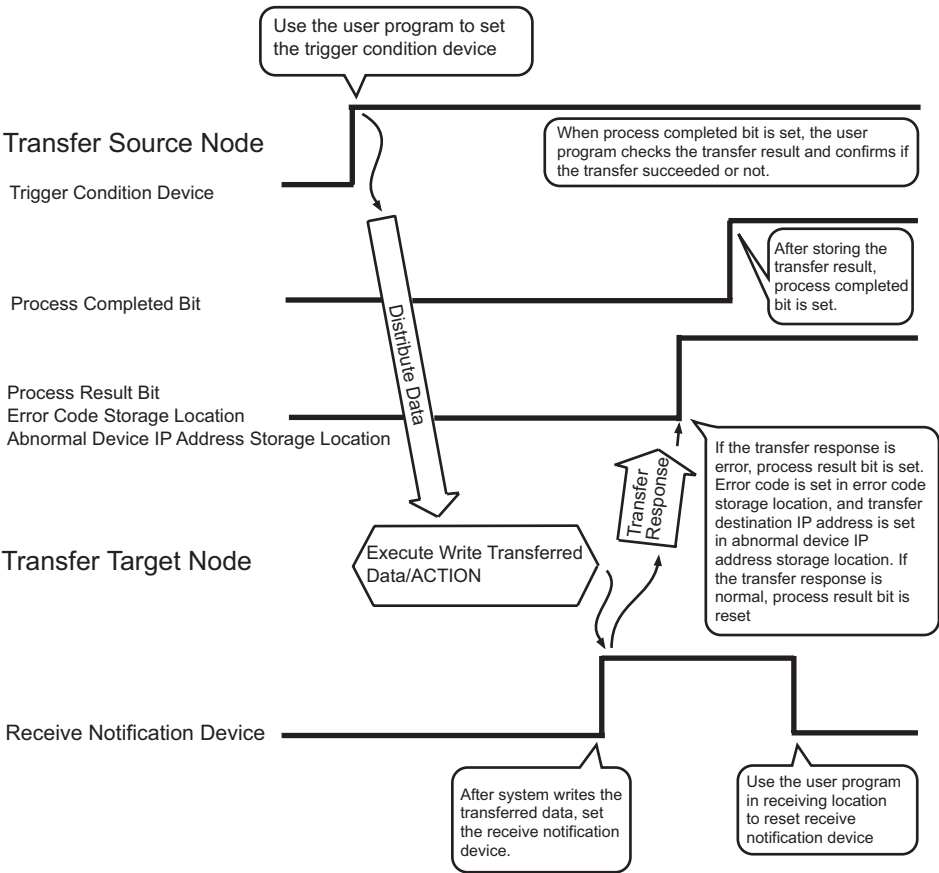 Use the user program to set
the trigger condition device
Transfer Source Node
When process completed bit is set, the user
program checks the transfer result and confirms if
the transfer succeeded or not.
Trigger Condition Device
After storing the
transfer result,
process completed
bit is set.
Process Completed Bit
Distribute Data
Process Result Bit
Error Code Storage Location
Abnormal Device IP Address Storage Location
If the transfer response is
error, process result bit is set.
Error code is set in error code
storage location, and transfer
destination IP address is set
in abnormal device IP
address storage location. If
the transfer response is
normal, process result bit is
reset
Transfer
Response
Transfer Target Node
Execute Write Transferred
Data/ACTION
Receive Notification Device
After system writes the
transferred data, set
the receive notification
device.
Use the user program
in receiving location
to reset receive
notification device